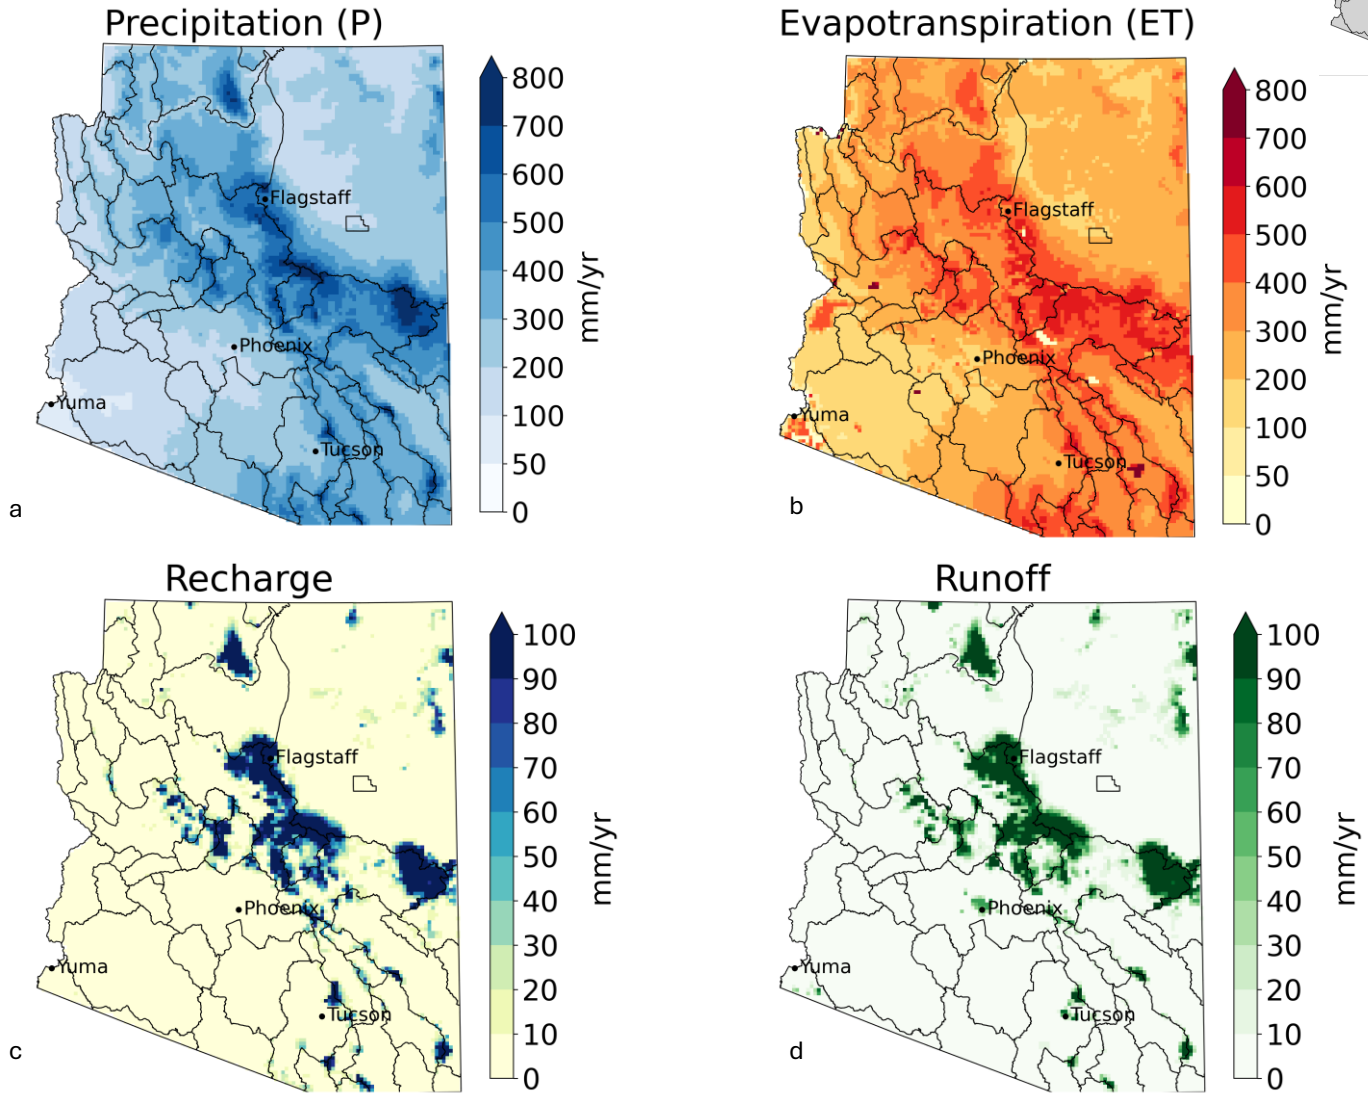 Precipitation (P)
800
700
600
500
400
300
200
100
50
0
mm/yr
Flagstaff
Phoenix
Yuma
Tucson
a
Evapotranspiration (ET)
800
700
600
500
400
300
200
100
50
0
mm/yr
Flagstaff
Phoenix
Yuma
Tucson
b
Recharge
100
90
80
70
60
50
40
30
20
10
0
mm/yr
Flagstaff
Phoenix
Yuma
Tucson
c
Runoff
100
90
80
70
60
50
40
30
20
10
0
mm/yr
Flagstaff
Phoenix
Yuma
Tucson
d